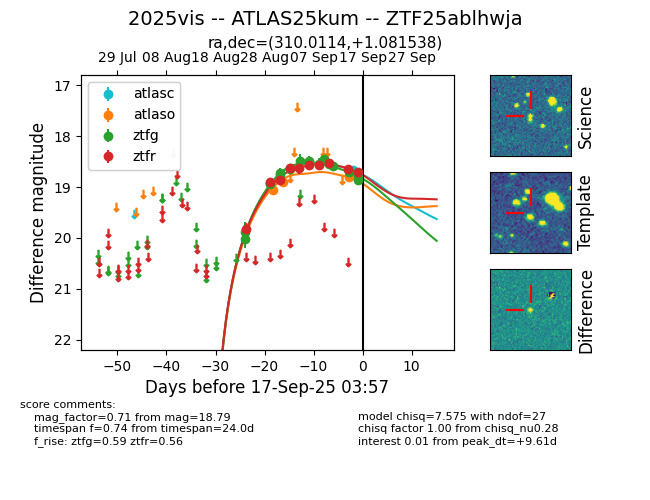 2025vis -- ATLAS25kum -- ZTF25ablhwja
ra,dec=(310.0114,+1.081538)
29 Jul 08 Aug 18 Aug 28 Aug 07 Sep 17 Sep 27 Sep
17
18
19
20
21
22
Difference magnitude
atlasc
atlaso
ztfg
ztfr
−50 −40 −30 −20 −10 0 10
Days before 17-Sep-25 03:57
Science
Template
Difference
score comments:
mag_factor=0.71 from mag=18.79
timespan f=0.74 from timespan=24.0d
f_rise: ztfg=0.59 ztfr=0.56
model chisq=7.575 with ndof=27
chisq factor 1.00 from chisq_nu0.28
interest 0.01 from peak_dt=+9.61d